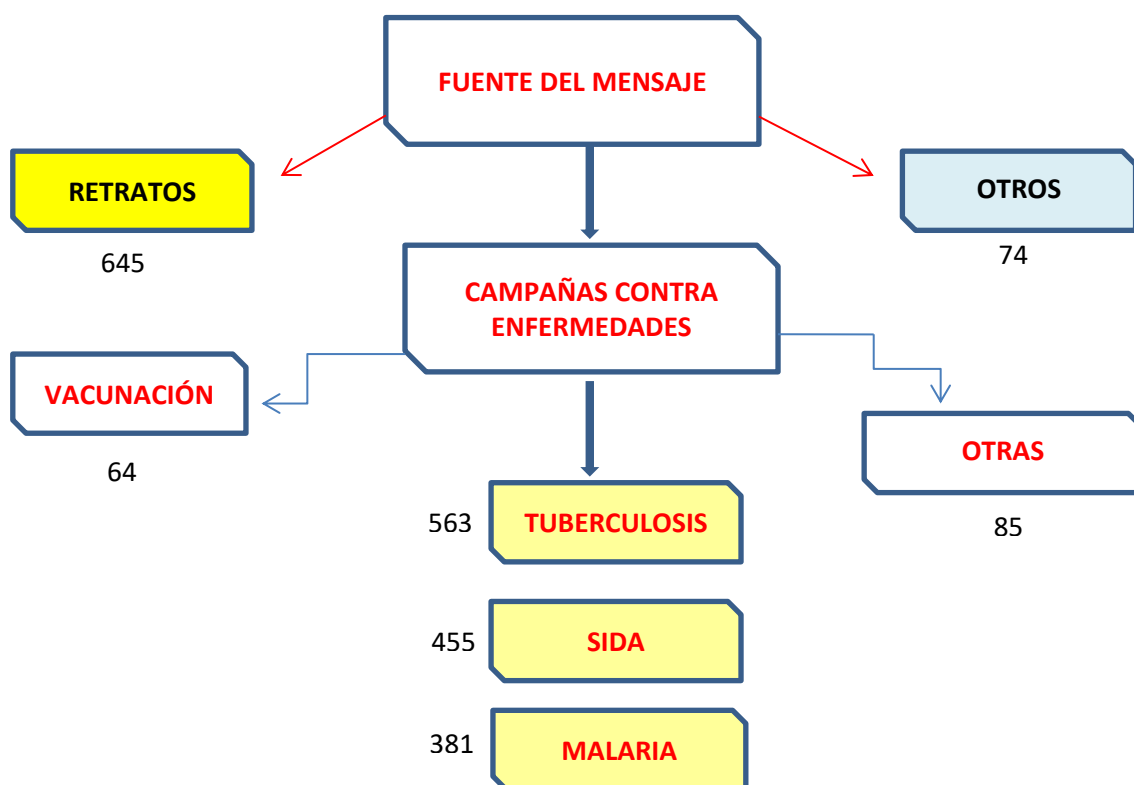 FUENTE DEL MENSAJE
RETRATOS
645
OTROS
74
CAMPAÑAS CONTRA
ENFERMEDADES
VACUNACIÓN
64
OTRAS
85
563
TUBERCULOSIS
455
SIDA
381
MALARIA